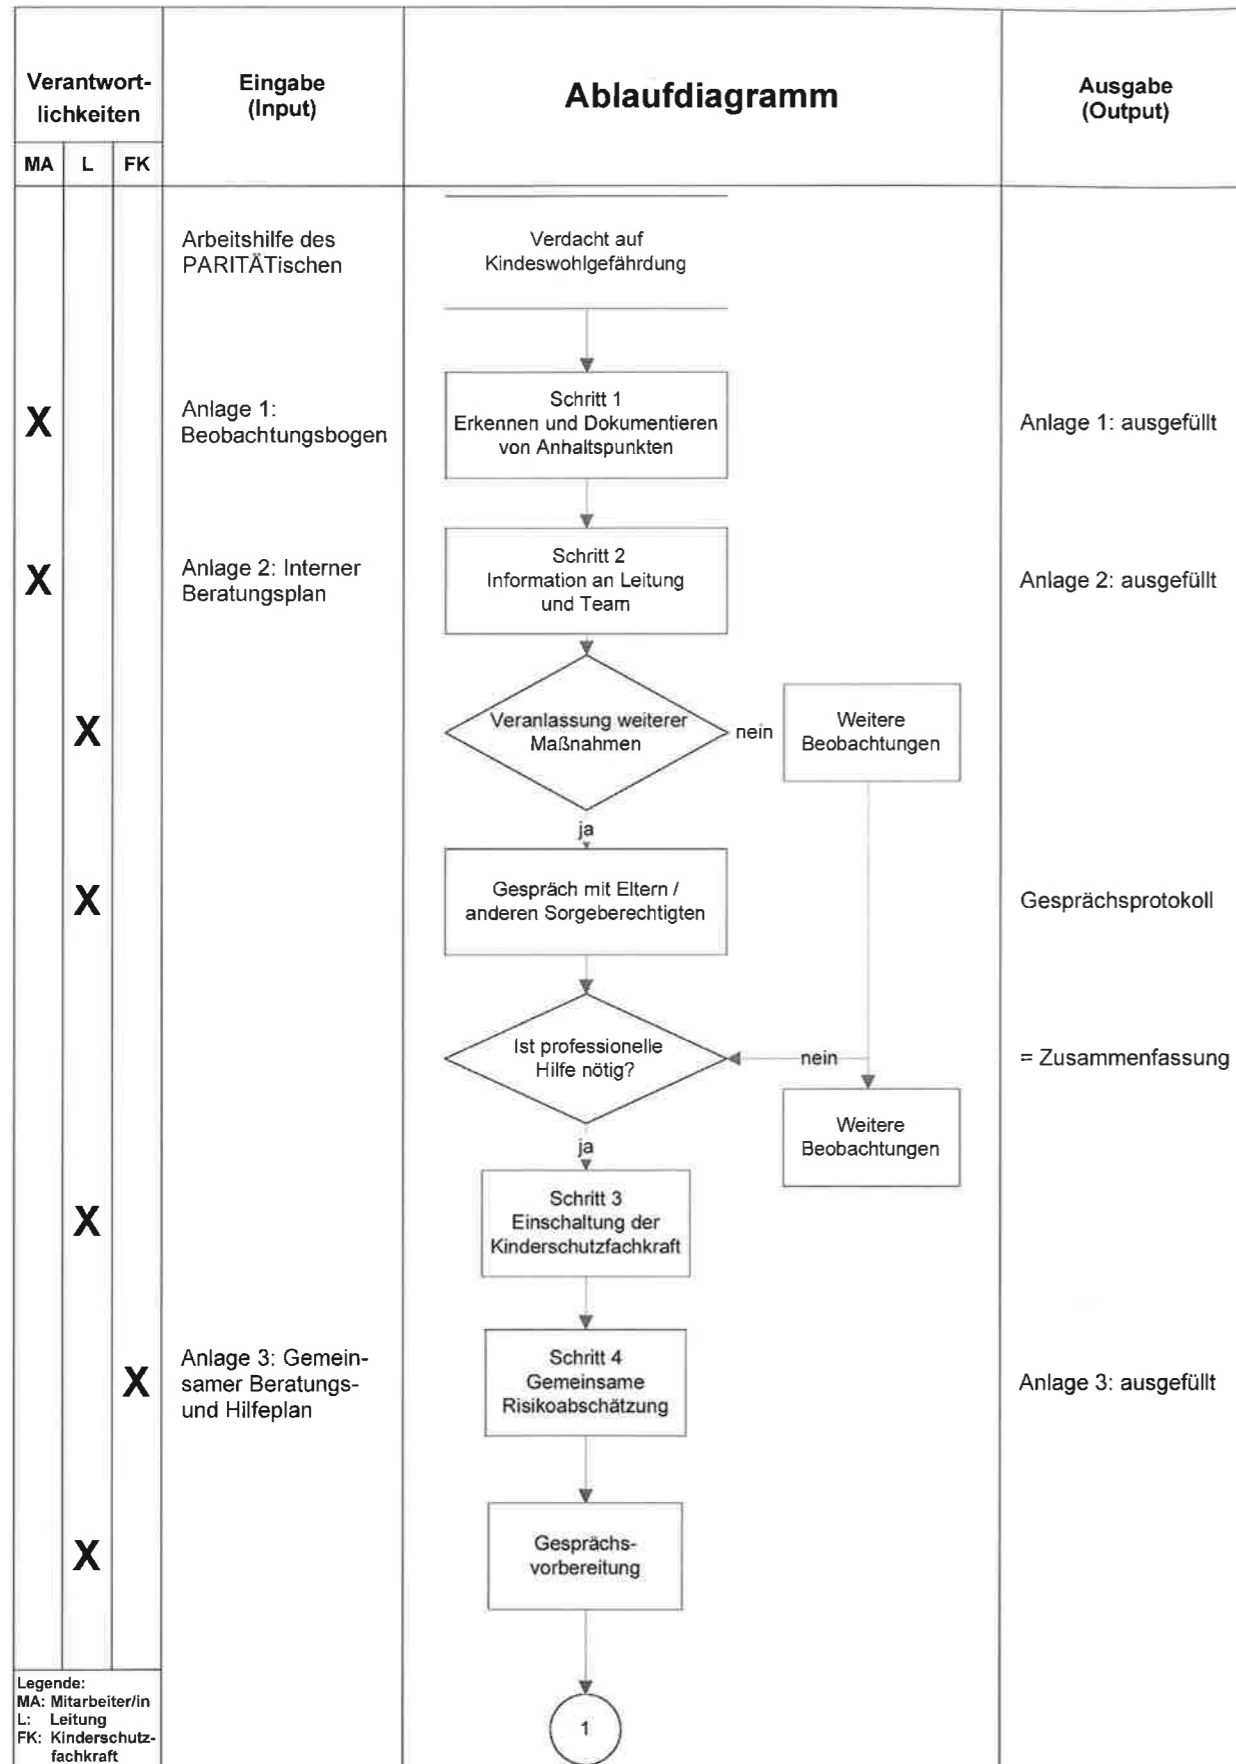 Verantwort-
lichkeiten
Eingabe
(Input)
Ablaufdiagramm
Ausgabe
(Output)
MA L FK
Arbeitshilfe des
PARITÄTischen
Verdacht auf
Kindeswohlgefährdung
X
Anlage 1:
Beobachtungsbogen
Schritt 1
Erkennen und Dokumentieren
von Anhaltspunkten
Anlage 1: ausgefüllt
X
Anlage 2: Interner
Beratungsplan
Schritt 2
Information an Leitung
und Team
Anlage 2: ausgefüllt
X
Veranlassung weiterer
Maßnahmen
nein
Weitere
Beobachtungen
ja
X
Gespräch mit Eltern /
anderen Sorgeberechtigten
Gesprächsprotokoll
Ist professionelle
Hilfe nötig?
nein
= Zusammenfassung
Weitere
Beobachtungen
ja
X
Schritt 3
Einschaltung der
Kinderschutzfachkraft
X
Anlage 3: Gemein-
samer Beratungs-
und Hilfeplan
Schritt 4
Gemeinsame
Risikoabschätzung
Anlage 3: ausgefüllt
X
Gesprächs-
vorbereitung
1
Legende:
MA: Mitarbeiter/in
L: Leitung
FK: Kinderschutz-
fachkraft